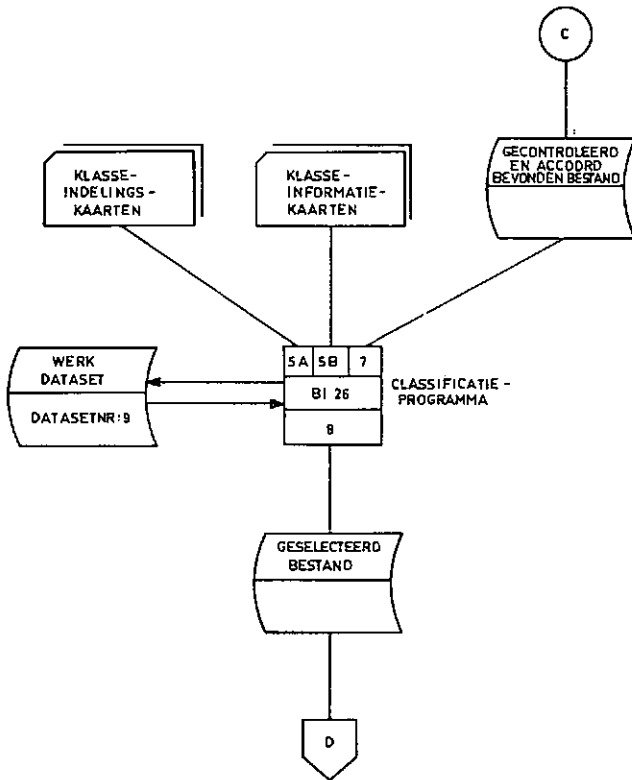 C
GECONTROLEERD
EN ACCOORD
BEVONDEN BESTAND
KLASSE-
INDELINGS-
KAARTEN
KLASSE-
INFORMATIE-
KAARTEN
WERK
DATASET
DATASETNR:9
5A 5B 7
BI 26
8
CLASSIFICATIE-
PROGRAMMA
GESELECTEERD
BESTAND
D